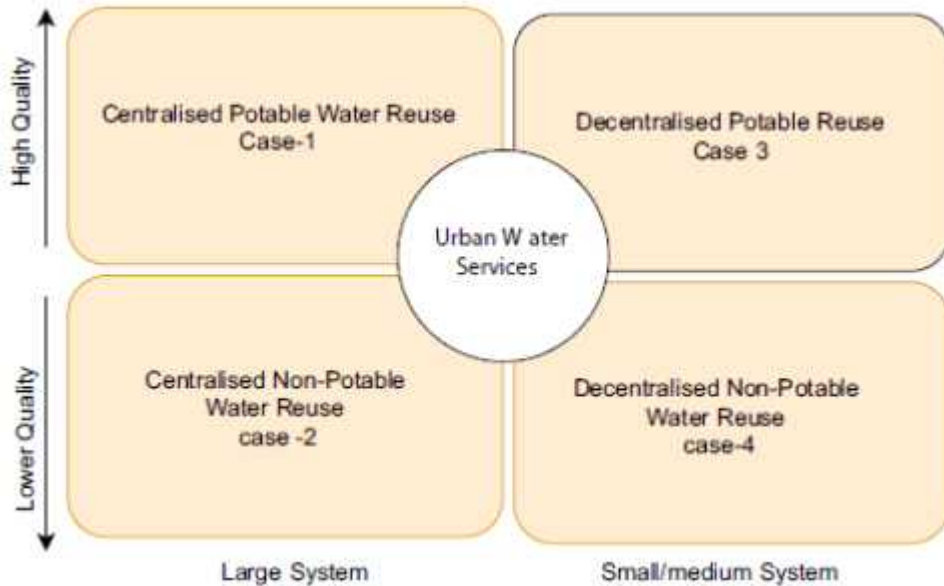 High Quality
Centralised Potable Water Reuse
Case-1
Decentralised Potable Reuse
Case 3
Urban W ater
Services
Lower Quality
Centralised Non-Potable
Water Reuse
case -2
Decentralised Non-Potable
Water Reuse
case-4
Large System
Small/medium System